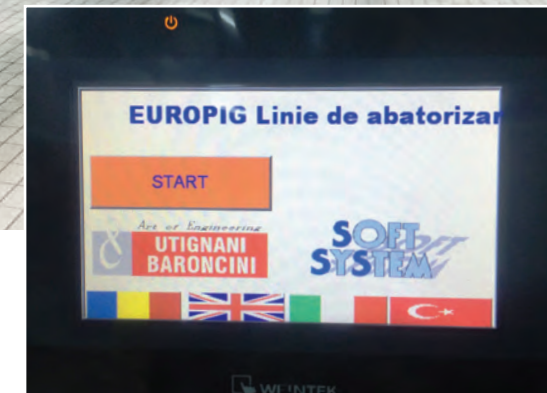 EUROPIG Linie de abatorizar
START
Art of Engineering
&
UTIGNANI
BARONCINI
SOFT
SYSTEM
WEINTEK